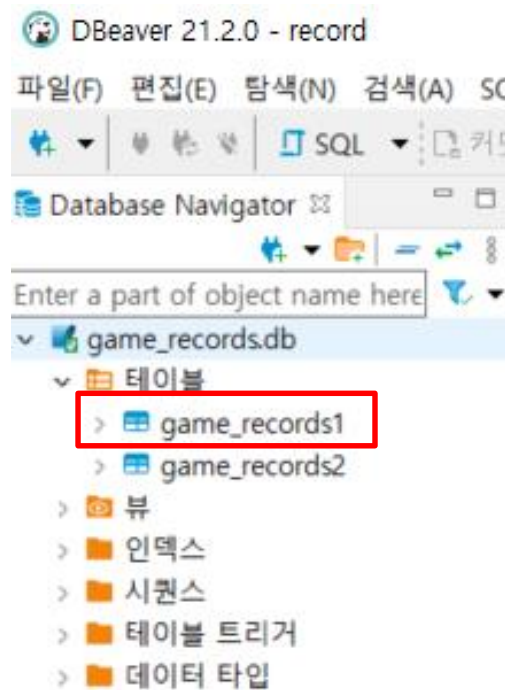 DBeaver 21.2.0 - record
파일(F) 편집(E) 탐색(N) 검색(A)
SQL
Database Navigator
Enter a part of object name here
game_records.db
테이블
game_records1
game_records2
뷰
인덱스
시퀀스
테이블 트리거
데이터 타입